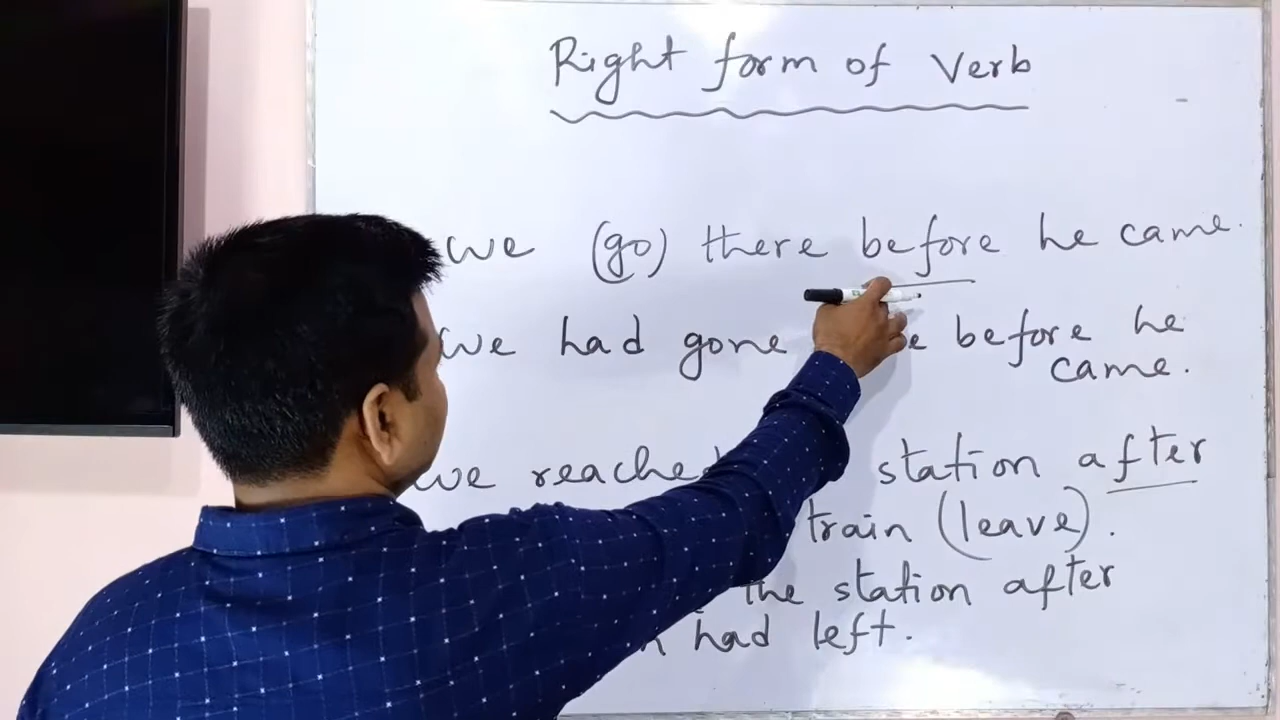 Right form of Verb
we (go) there before he came.
we had gone before he
came.
we reached station after
train (leave).
the station after
had left.